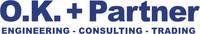 O.K. + Partner
ENGINEERING - CONSULTING - TRADING